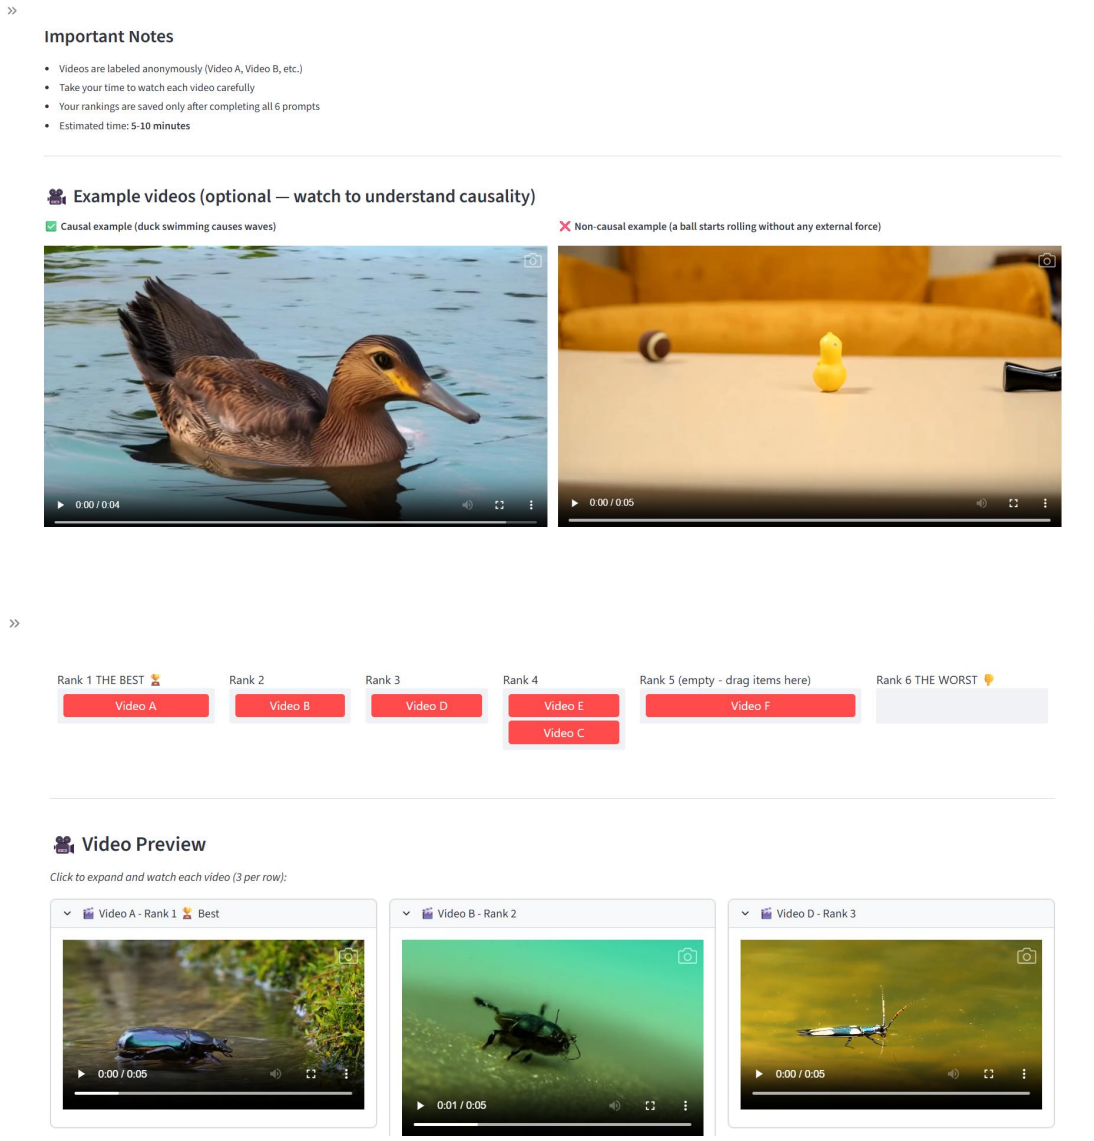 Important Notes
Videos are labeled anonymously (Video A, Video B, etc.)
Take your time to watch each video carefully
Your rankings are saved only after completing all 6 prompts
Estimated time: 5-10 minutes
Example videos (optional — watch to understand causality)
Causal example (duck swimming causes waves)
Non-causal example (a ball starts rolling without any external force)
0:00 / 0:04
0:00 / 0:05
Rank 1 THE BEST
Rank 2
Rank 3
Rank 4
Rank 5 (empty - drag items here)
Rank 6 THE WORST
Video A
Video B
Video D
Video E
Video F
Video C
Video Preview
Click to expand and watch each video (3 per row):
Video A - Rank 1 Best
Video B - Rank 2
Video D - Rank 3
0:00 / 0:05
0:01 / 0:05
0:00 / 0:05